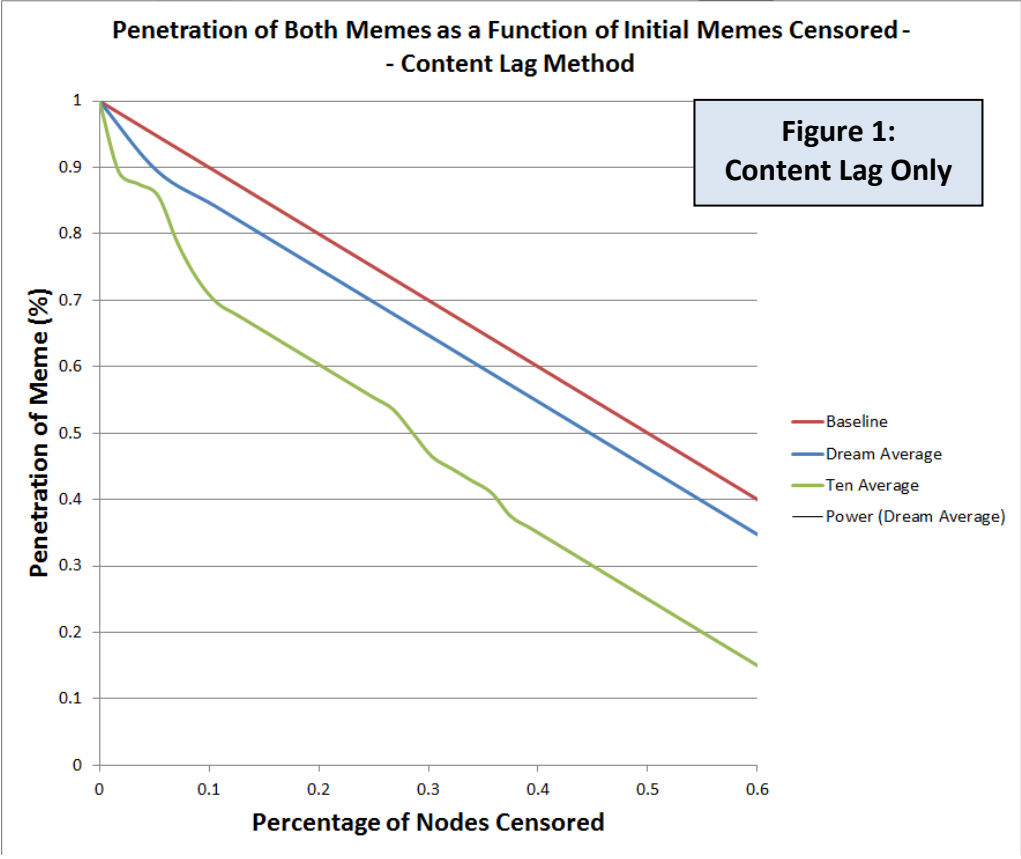 Penetration of Both Memes as a Function of Initial Memes Censored -
- Content Lag Method
Figure 1:
Content Lag Only
Penetration of Meme (%)
1
0.9
0.8
0.7
0.6
0.5
0.4
0.3
0.2
0.1
0
0
0.1
0.2
0.3
0.4
0.5
0.6
Percentage of Nodes Censored
Baseline
Dream Average
Ten Average
Power (Dream Average)